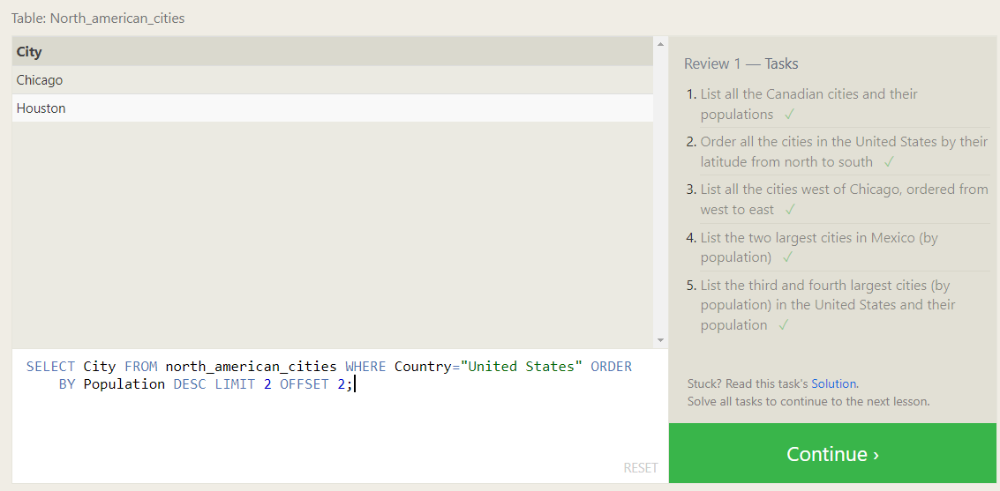 Table: North_american_cities
City
Chicago
Houston
SELECT City FROM north_american_cities WHERE Country="United States" ORDER
BY Population DESC LIMIT 2 OFFSET 2;
RESET
Review 1 — Tasks
1. List all the Canadian cities and their
populations ✓
2. Order all the cities in the United States by their
latitude from north to south ✓
3. List all the cities west of Chicago, ordered from
west to east ✓
4. List the two largest cities in Mexico (by
population) ✓
5. List the third and fourth largest cities (by
population) in the United States and their
population ✓
Stuck? Read this task's Solution.
Solve all tasks to continue to the next lesson.
Continue ›